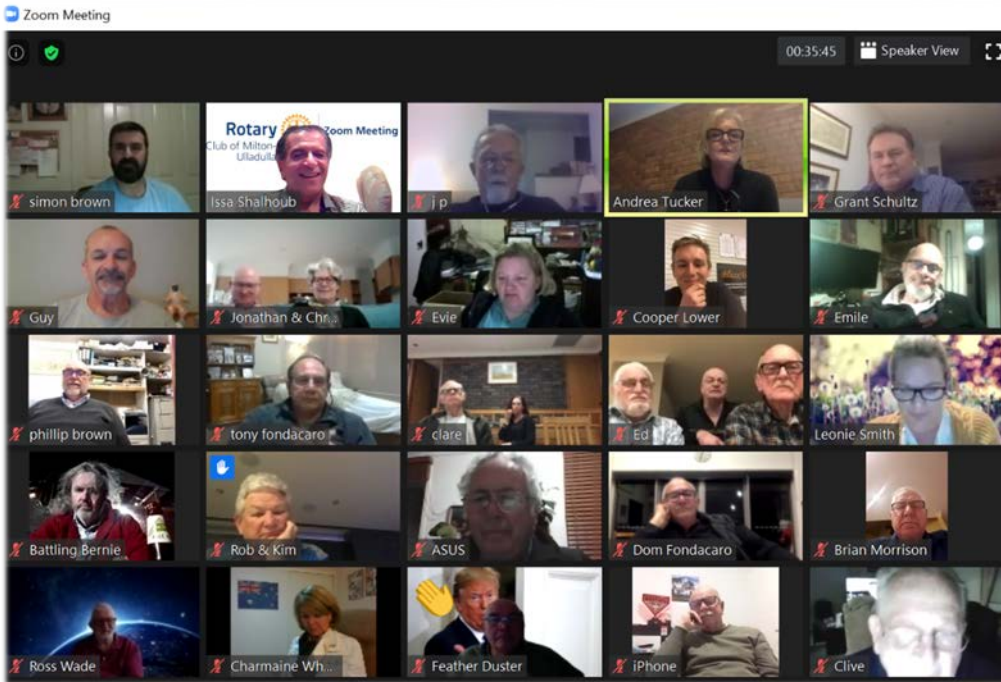 Zoom Meeting
00:35:45 Speaker View
simon brown
Rotary Zoom Meeting
Club of Milton-
Ulladulla
Issa Shalhoub
j p
Andrea Tucker
Grant Schultz
Guy
Jonathan & Chr...
Evie
Cooper Lower
Emile
phillip brown
tony fondacaro
clare
Ed
Leonie Smith
Battling Bernie
Rob & Kim
ASUS
Dom Fondacaro
Brian Morrison
Ross Wade
Charmaine Wh...
Feather Duster
iPhone
Clive